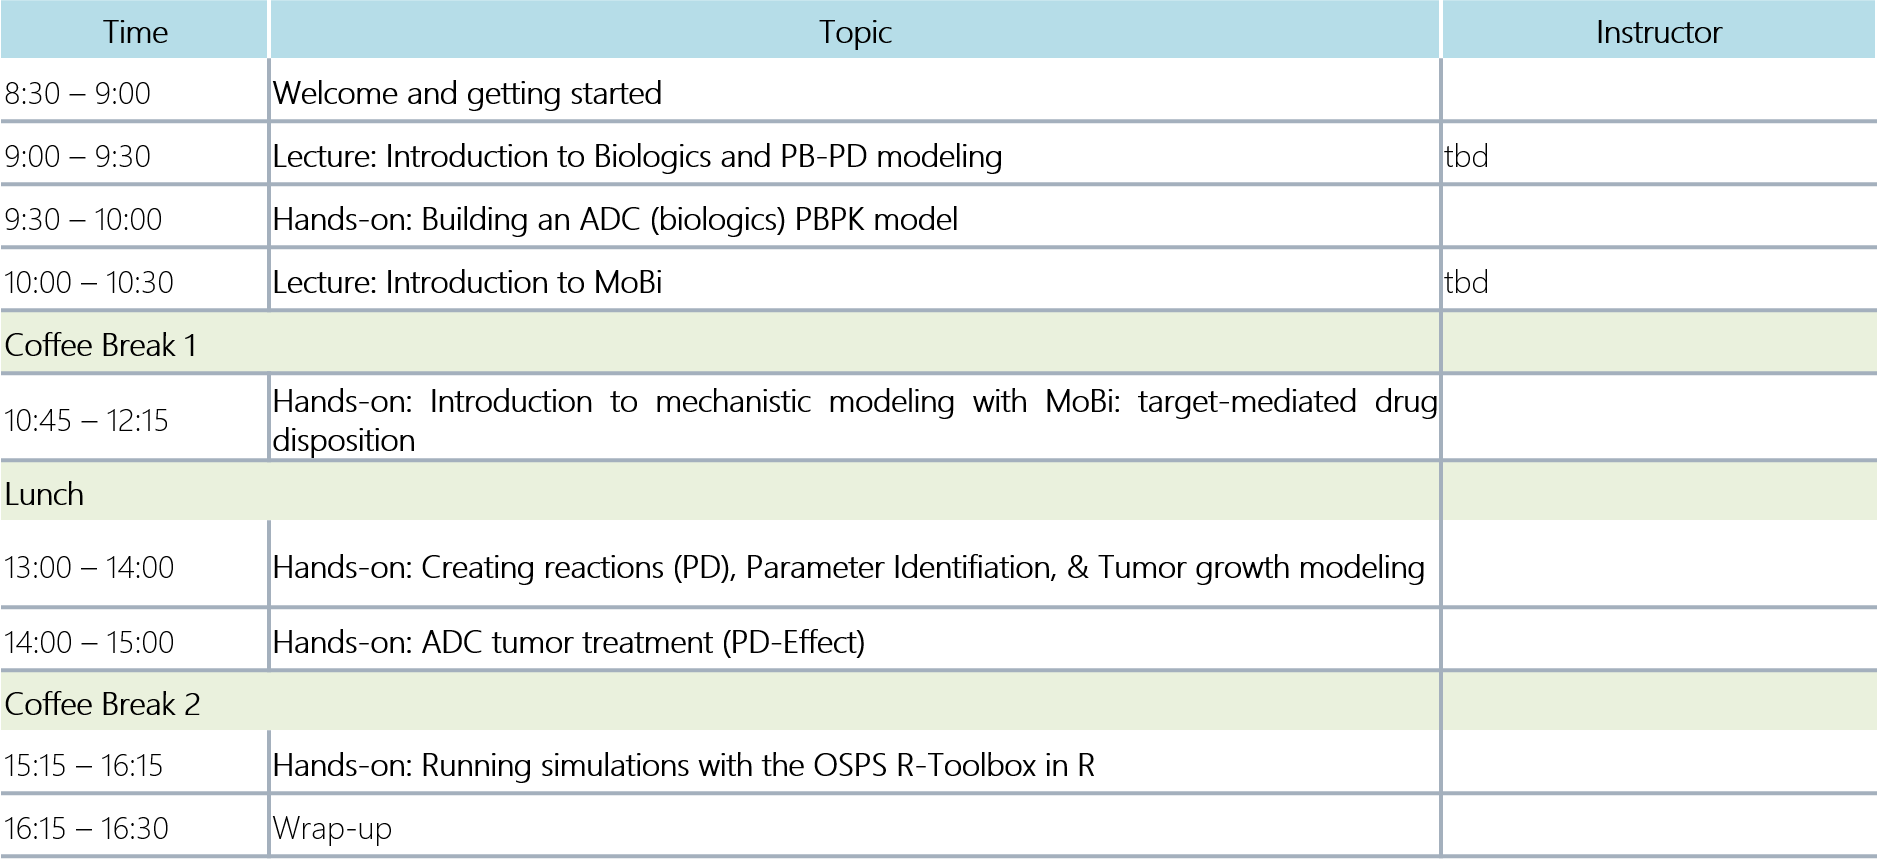 Time Topic Instructor
8:30 – 9:00 Welcome and getting started
9:00 – 9:30 Lecture: Introduction to Biologics and PB-PD modeling tbd
9:30 – 10:00 Hands-on: Building an ADC (biologics) PBPK model
10:00 – 10:30 Lecture: Introduction to MoBi tbd
Coffee Break 1
10:45 – 12:15 Hands-on: Introduction to mechanistic modeling with MoBi: target-mediated drug
disposition
Lunch
13:00 – 14:00 Hands-on: Creating reactions (PD), Parameter Identifiation, & Tumor growth modeling
14:00 – 15:00 Hands-on: ADC tumor treatment (PD-Effect)
Coffee Break 2
15:15 – 16:15 Hands-on: Running simulations with the OSPS R-Toolbox in R
16:15 – 16:30 Wrap-up